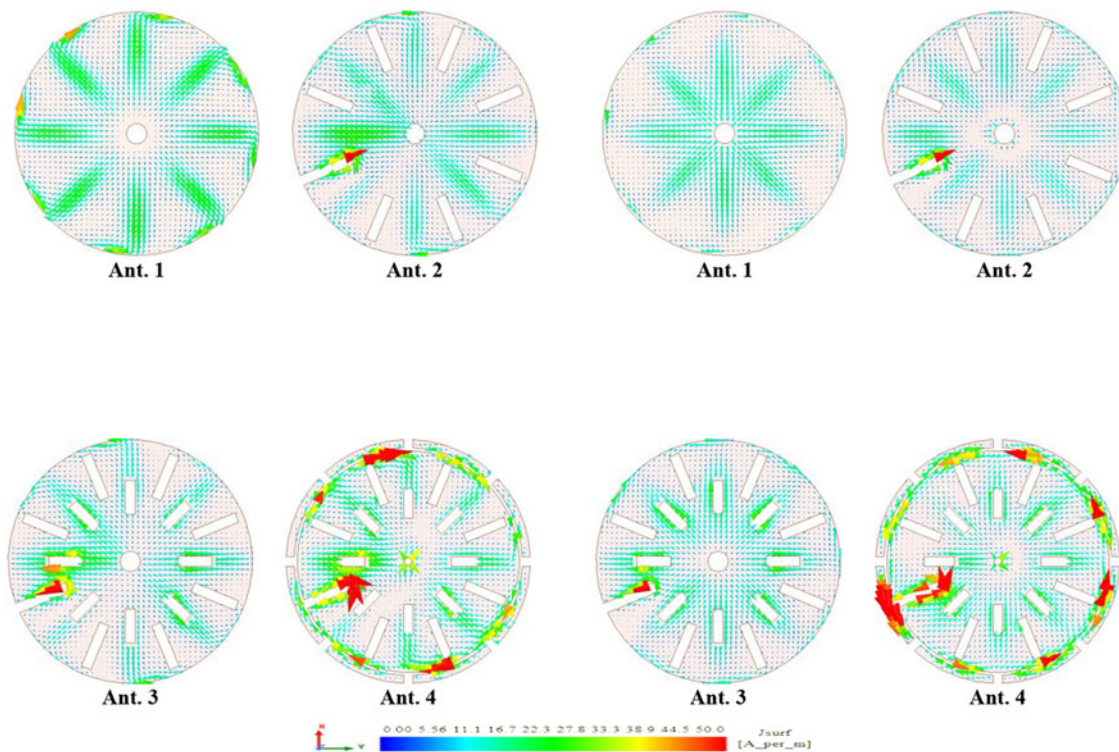 Ant. 1 Ant. 2 Ant. 1 Ant. 2
Ant. 3 Ant. 4 Ant. 3 Ant. 4
X
Y
0.00 5.56 11.1 16.7 22.3 27.8 33.3 38.9 44.5 50.0
Jsurf
[A_per_m]